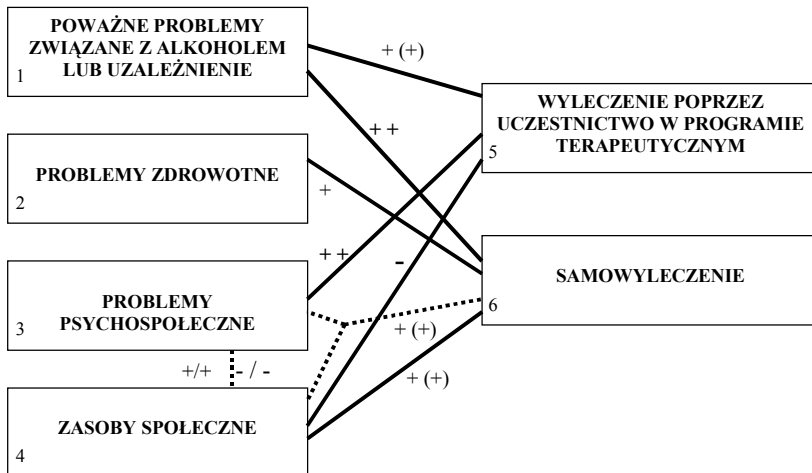 POWAŻNE PROBLEMY
ZWIĄZANE Z ALKOHOLEM
LUB UZALEŻNIENIE
1
PROBLEMY ZDROWOTNE
2
PROBLEMY
PSYCHOSPOŁECZNE
3
ZASOBY SPOŁECZNE
4
+ (+)
+ +
+
+ +
-
+ (+)
+ (+)
+/+
- / -
WYLECZENIE POPRZEZ
UCZESTNICTWO W PROGRAMIE
TERAPEUTYCZNYM
5
SAMOWYLECZENIE
6